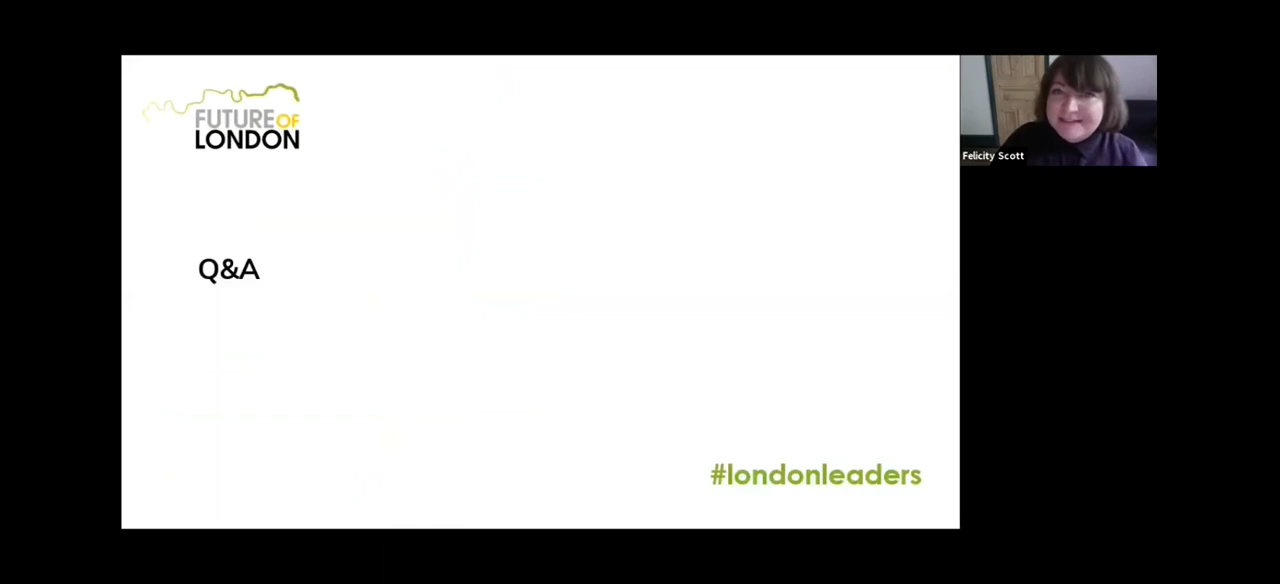 FUTURE OF
LONDON
Felicity Scott
Q&A
#londonleaders